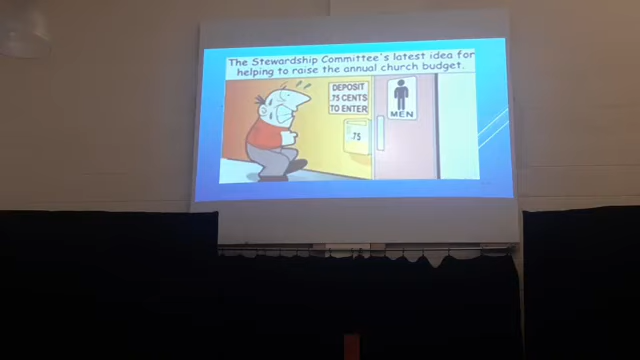 The Stewardship Committee's latest idea for
helping to raise the annual church budget.
DEPOSIT
.75 CENTS
TO ENTER
.75
MEN